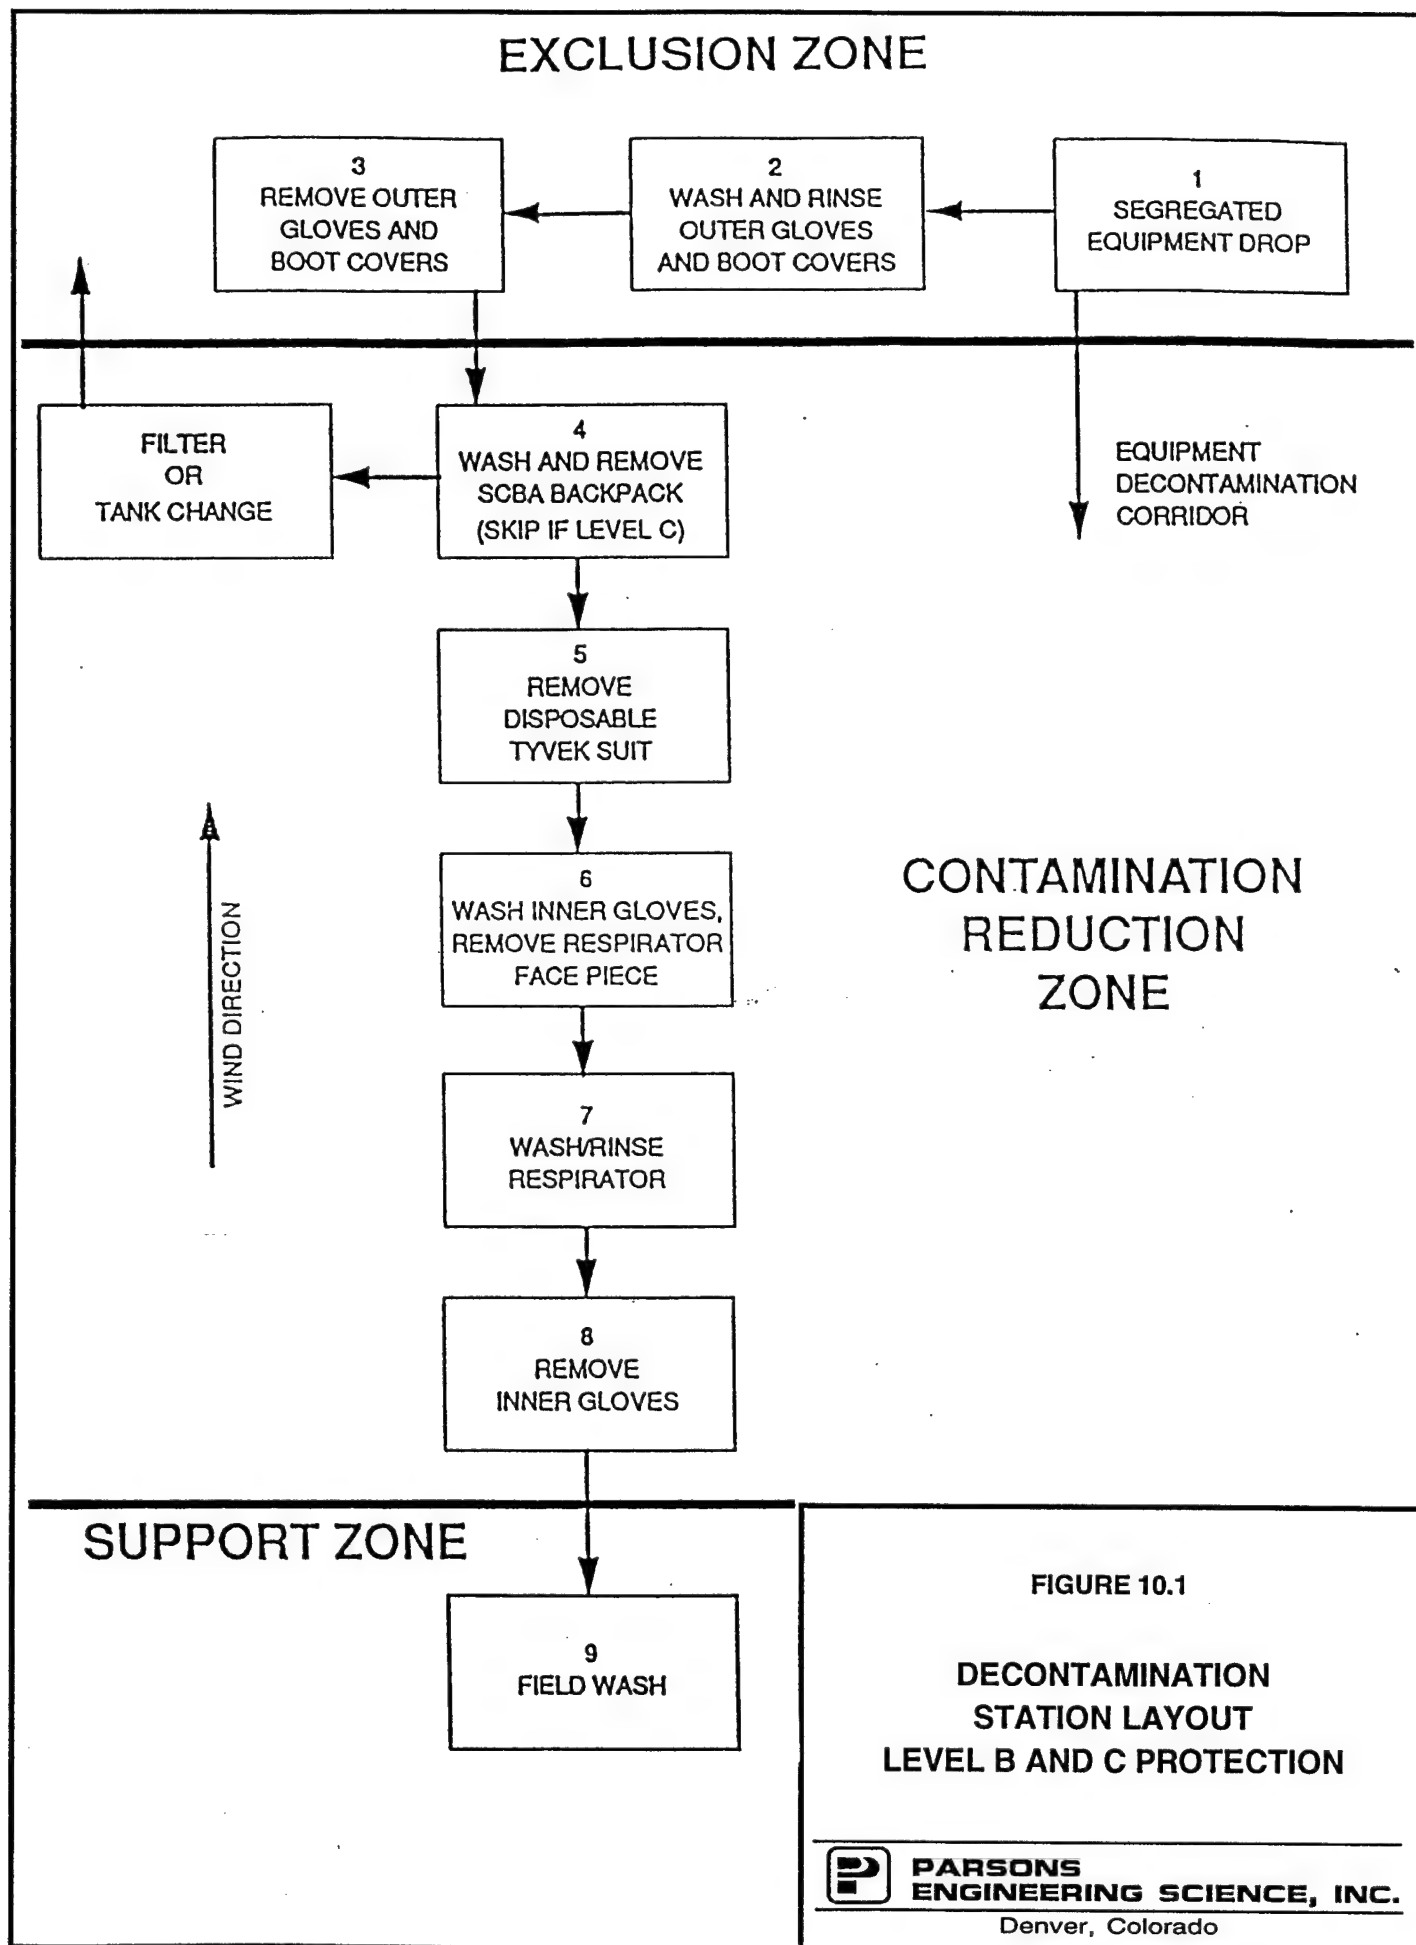 EXCLUSION ZONE
3
REMOVE OUTER
GLOVES AND
BOOT COVERS
2
WASH AND RINSE
OUTER GLOVES
AND BOOT COVERS
1
SEGREGATED
EQUIPMENT DROP
FILTER
OR
TANK CHANGE
4
WASH AND REMOVE
SCBA BACKPACK
(SKIP IF LEVEL C)
EQUIPMENT
DECONTAMINATION
CORRIDOR
5
REMOVE
DISPOSABLE
TYVEK SUIT
WIND DIRECTION
6
WASH INNER GLOVES,
REMOVE RESPIRATOR
FACE PIECE
CONTAMINATION
REDUCTION
ZONE
7
WASH/RINSE
RESPIRATOR
8
REMOVE
INNER GLOVES
SUPPORT ZONE
9
FIELD WASH
FIGURE 10.1
DECONTAMINATION
STATION LAYOUT
LEVEL B AND C PROTECTION
PARSONS
ENGINEERING SCIENCE, INC.
Denver, Colorado